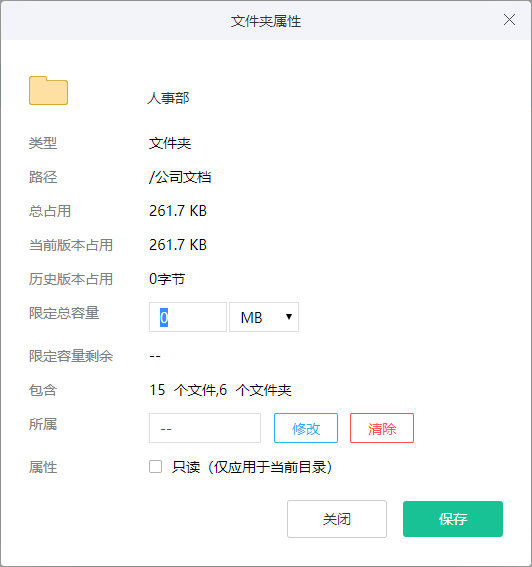 文件夹属性
人事部
类型 文件夹
路径 /公司文档
总占用 261.7 KB
当前版本占用 261.7 KB
历史版本占用 0字节
限定总容量 0 MB
限定容量剩余 --
包含 15 个文件,6 个文件夹
所属 -- 修改 清除
属性 只读（仅应用于当前目录）
关闭 保存